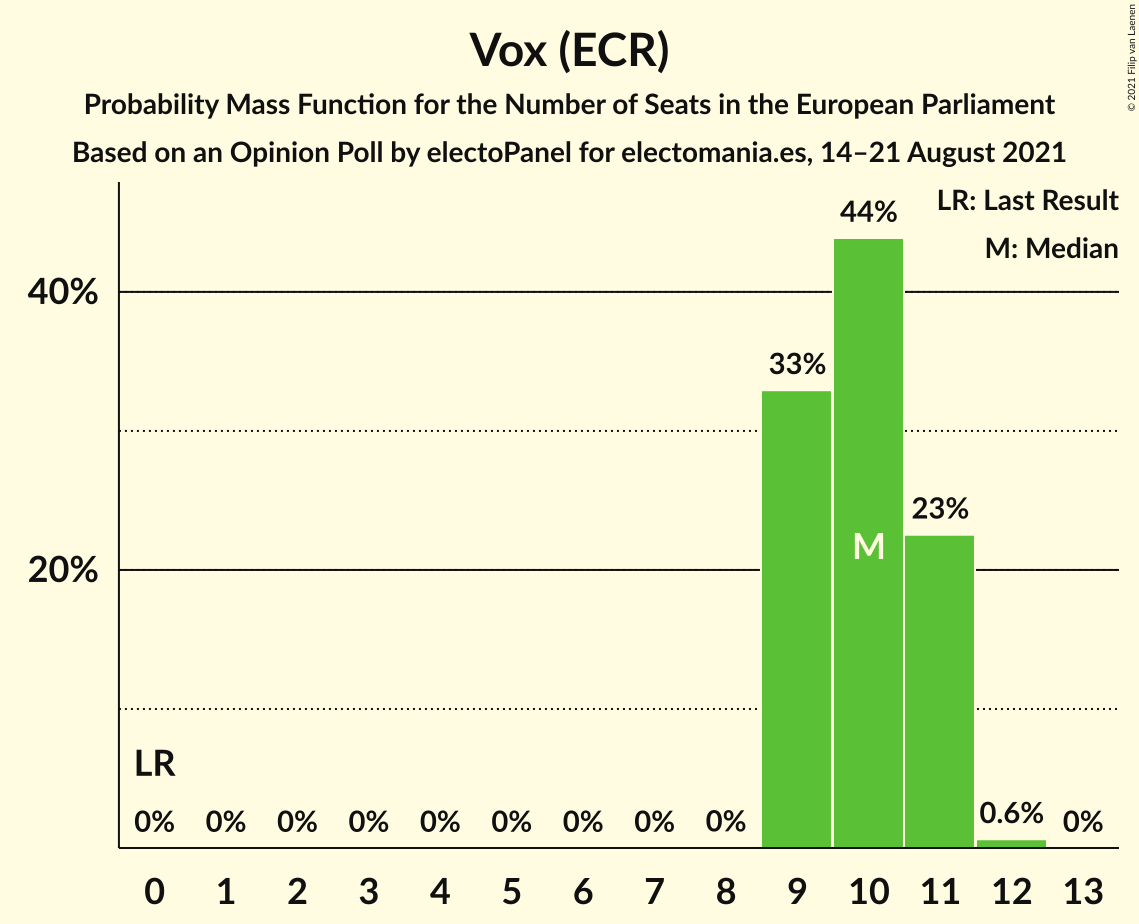 © 2021 Filip van Laenen
Vox (ECR)
Probability Mass Function for the Number of Seats in the European Parliament
Based on an Opinion Poll by electoPanel for electomania.es, 14–21 August 2021
LR: Last Result
M: Median
44%
40%
33%
23%
M
20%
LR
0% 0% 0% 0% 0% 0% 0% 0% 0% 0.6% 0%
0 1 2 3 4 5 6 7 8 9 10 11 12 13